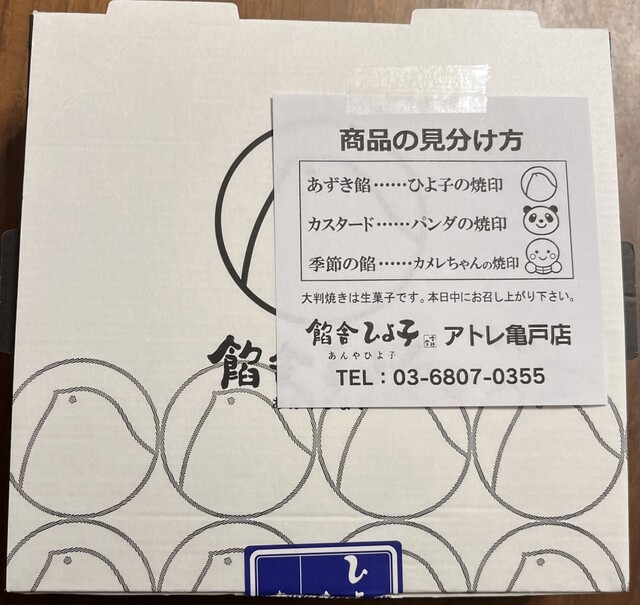 商品の見分け方
あずき餡……ひよ子の焼印
カスタード……パンダの焼印
季節の餡……カメレちゃんの焼印
大判焼きは生菓子です。本日中にお召し上がり下さい。
餡舎ひよ子 アトレ亀戸店
あんやひよ子
TEL：03-6807-0355
餡舎
ひよ